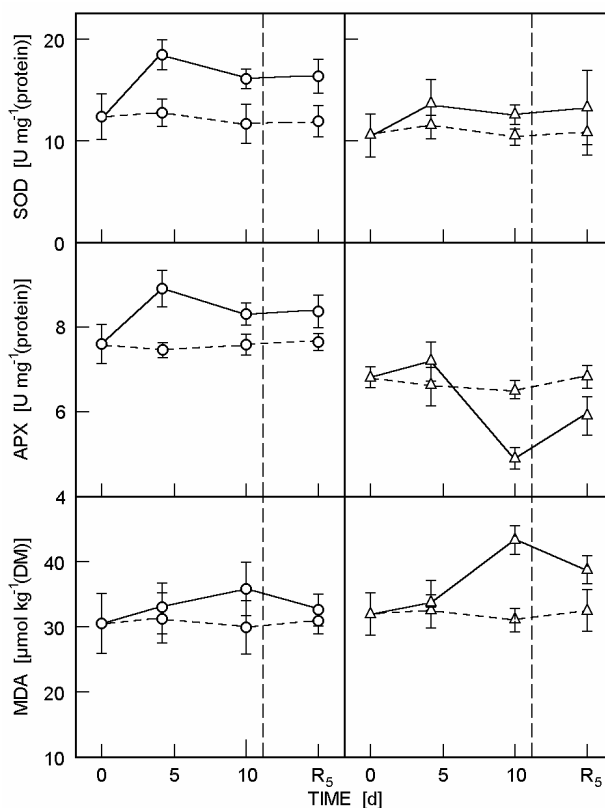 20
10
0
SOD [U mg⁻¹(protein)]
8
6
4
APX [U mg⁻¹(protein)]
40
30
20
10
MDA [µmol kg⁻¹(DM)]
0 5 10 R₅ 0 5 10 R₅
TIME [d]